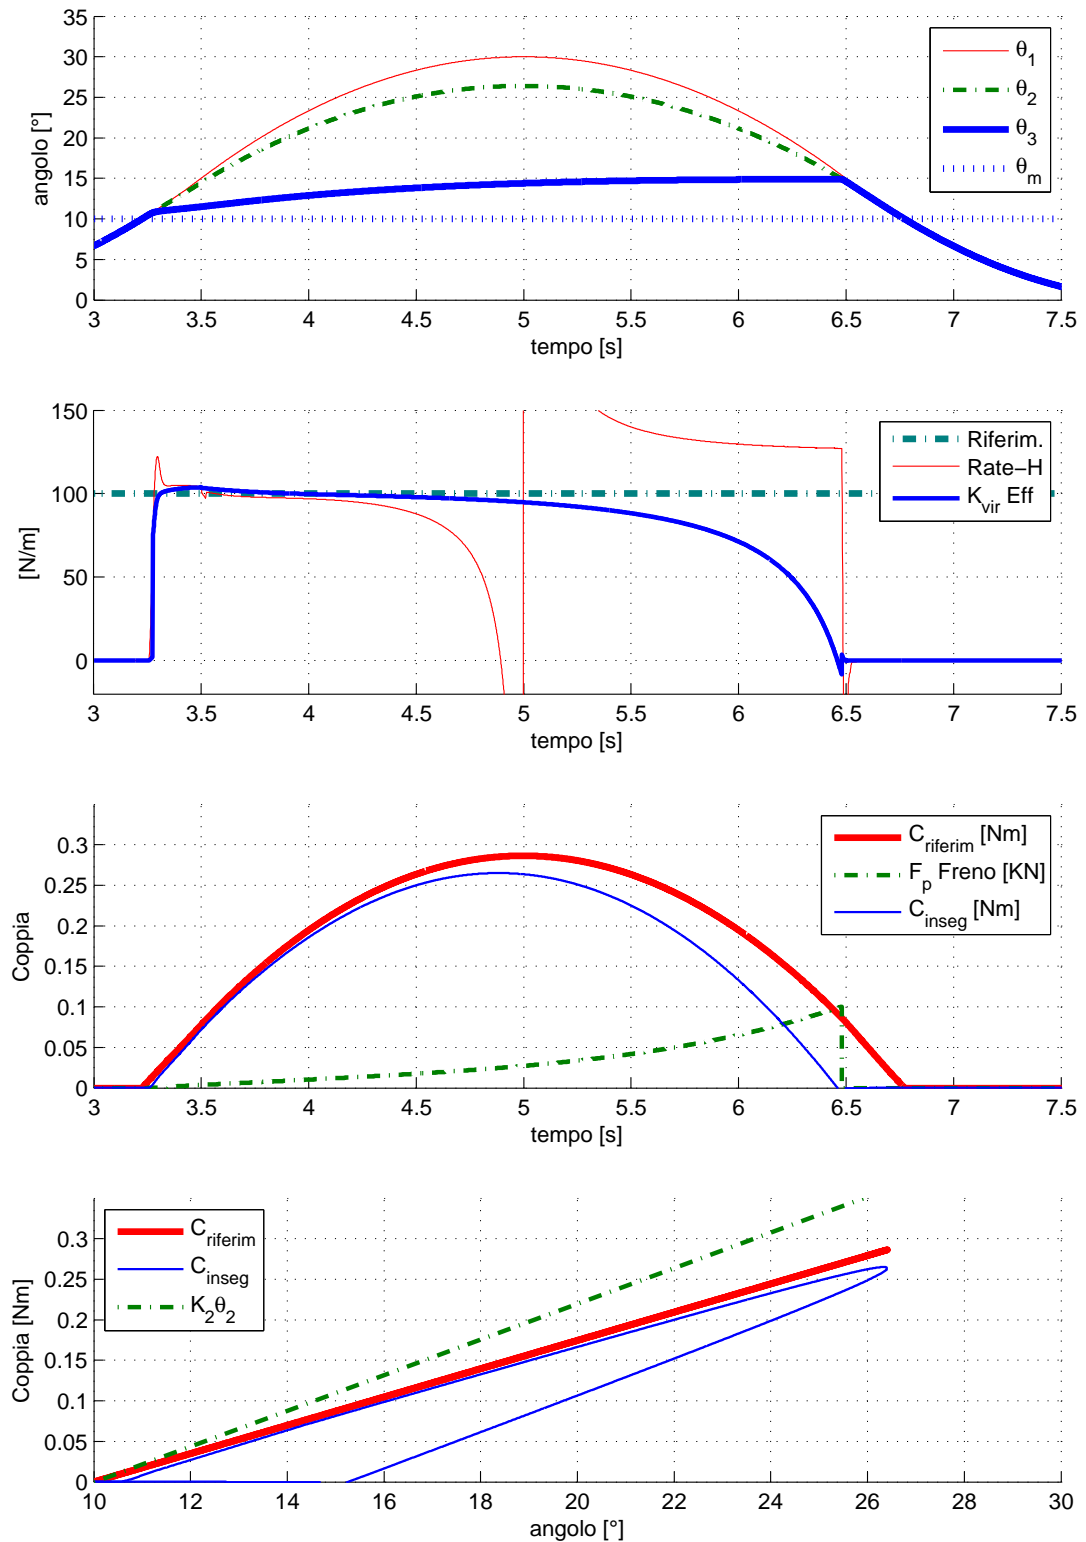 35
30
25
20
15
10
5
0
angolo [°]
θ1
θ2
θ3
θm
3 3.5 4 4.5 5 5.5 6 6.5 7 7.5
tempo [s]
150
100
50
0
[N/m]
Riferim.
Rate-H
Kvir Eff
3 3.5 4 4.5 5 5.5 6 6.5 7 7.5
tempo [s]
0.3
0.25
0.2
0.15
0.1
0.05
0
Coppia
Criferim [Nm]
Fp Freno [KN]
Cinseg [Nm]
3 3.5 4 4.5 5 5.5 6 6.5 7 7.5
tempo [s]
0.3
0.25
0.2
0.15
0.1
0.05
0
Coppia [Nm]
Criferim
Cinseg
K2θ2
10 12 14 16 18 20 22 24 26 28 30
angolo [°]